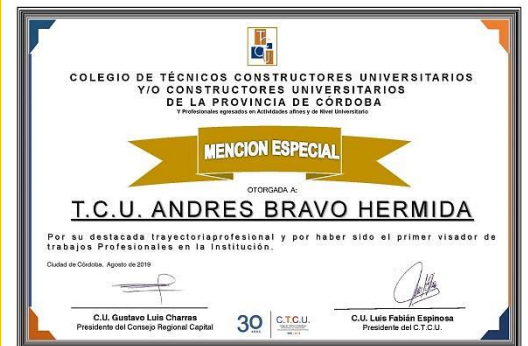 COLEGIO DE TÉCNICOS CONSTRUCTORES UNIVERSITARIOS
Y/O CONSTRUCTORES UNIVERSITARIOS
DE LA PROVINCIA DE CÓRDOBA
Y Profesionales egresados en Actividades afines y de Nivel Universitario
MENCION ESPECIAL
OTORGADA A:
T.C.U. ANDRES BRAVO HERMIDA
Por su destacada trayectoriaprofesional y por haber sido el primer visador de
trabajos Profesionales en la Institución.
Ciudad de Córdoba, Agosto de 2019
C.U. Gustavo Luis Charras
Presidente del Consejo Regional Capital
30
C.T.C.U.
C.U. Luis Fabián Espinosa
Presidente del C.T.C.U.